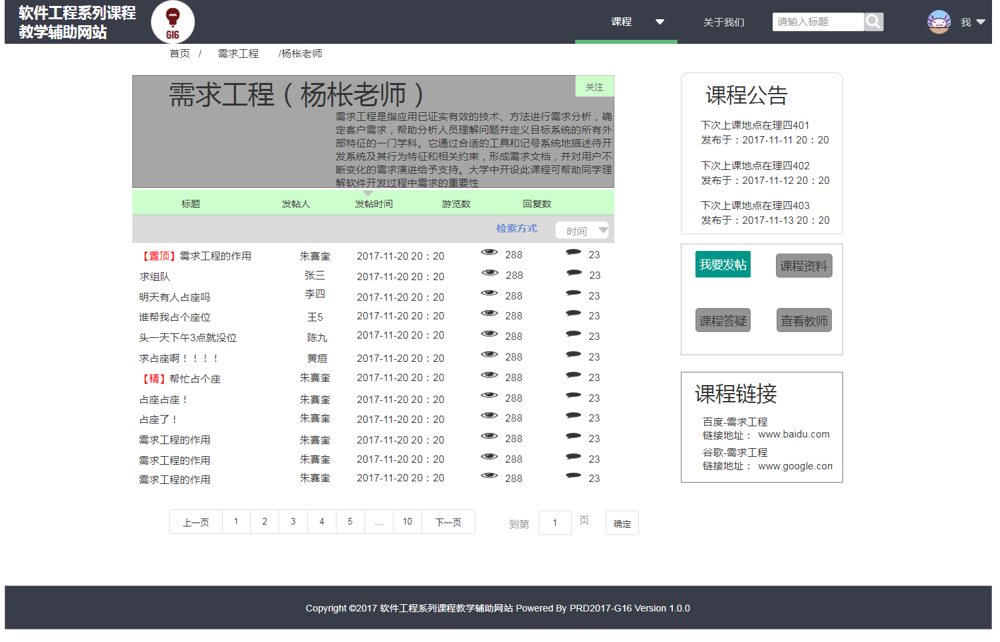 软件工程系列课程
教学辅助网站
G16
课程
关于我们
请输入标题
我
首页 / 需求工程 /杨枨老师
需求工程（杨枨老师）
关注
需求工程是指应用已证实有效的技术、方法进行需求分析，确
定客户需求，帮助分析人员理解问题并定义目标系统的所有外
部特征的一门学科。它通过合适的工具和记号系统地描述待开
发系统及其行为特征和相关约束，形成需求文档，并对用户不
断变化的需求演进给予支持。大学中开设此课程可帮助同学理
解软件开发过程中需求的重要性
标题 发帖人 发帖时间 游览数 回复数
检索方式 时间
【置顶】需求工程的作用 朱赛奎 2017-11-20 20：20 288 23
求组队 张三 2017-11-20 20：20 288 23
明天有人占座吗 李四 2017-11-20 20：20 288 23
谁帮我占个座位 王5 2017-11-20 20：20 288 23
头一天下午3点就没位 陈九 2017-11-20 20：20 288 23
求占座啊！！！！ 黄疸 2017-11-20 20：20 288 23
【精】帮忙占个座 朱赛奎 2017-11-20 20：20 288 23
占座占座！ 朱赛奎 2017-11-20 20：20 288 23
占座了！ 朱赛奎 2017-11-20 20：20 288 23
需求工程的作用 朱赛奎 2017-11-20 20：20 288 23
需求工程的作用 朱赛奎 2017-11-20 20：20 288 23
需求工程的作用 朱赛奎 2017-11-20 20：20 288 23
上一页 1 2 3 4 5 ... 10 下一页 到第 1 页 确定
课程公告
下次上课地点在理四401
发布于：2017-11-11 20：20
下次上课地点在理四402
发布于：2017-11-12 20：20
下次上课地点在理四403
发布于：2017-11-13 20：20
我要发帖 课程资料
课程答疑 查看教师
课程链接
百度-需求工程
链接地址： www.baidu.com
谷歌-需求工程
链接地址： www.google.com
Copyright ©2017 软件工程系列课程教学辅助网站 Powered By PRD2017-G16 Version 1.0.0